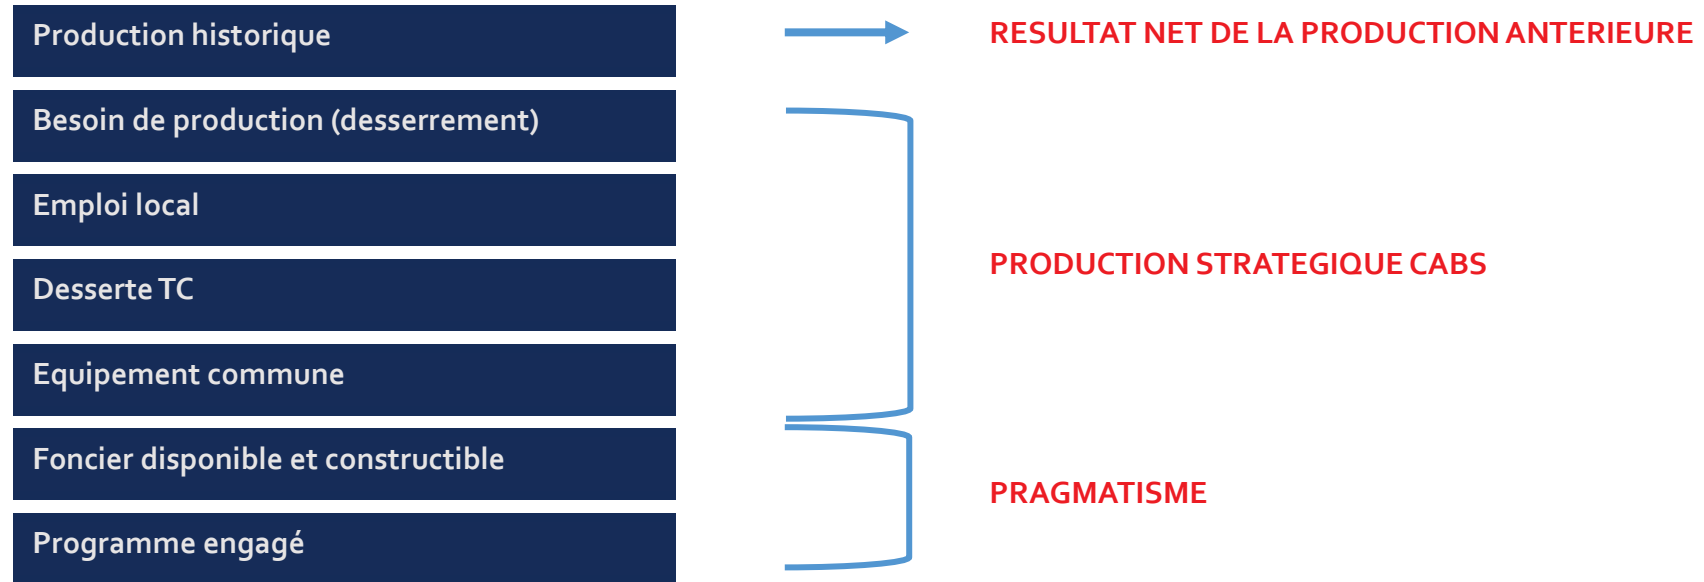 Production historique
RESULTAT NET DE LA PRODUCTION ANTERIEURE
Besoin de production (desserrement)
Emploi local
Desserte TC
Equipement commune
PRODUCTION STRATEGIQUE CABS
Foncier disponible et constructible
Programme engagé
PRAGMATISME